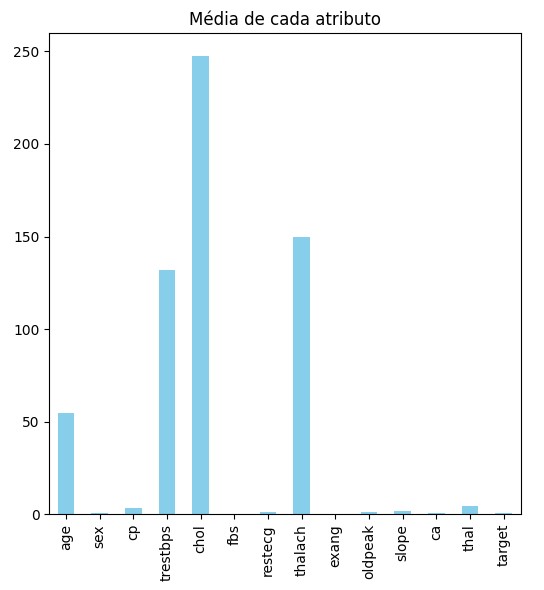 Média de cada atributo
250
200
150
100
50
0
age
sex
cp
trestbps
chol
fbs
restecg
thalach
exang
oldpeak
slope
ca
thal
target